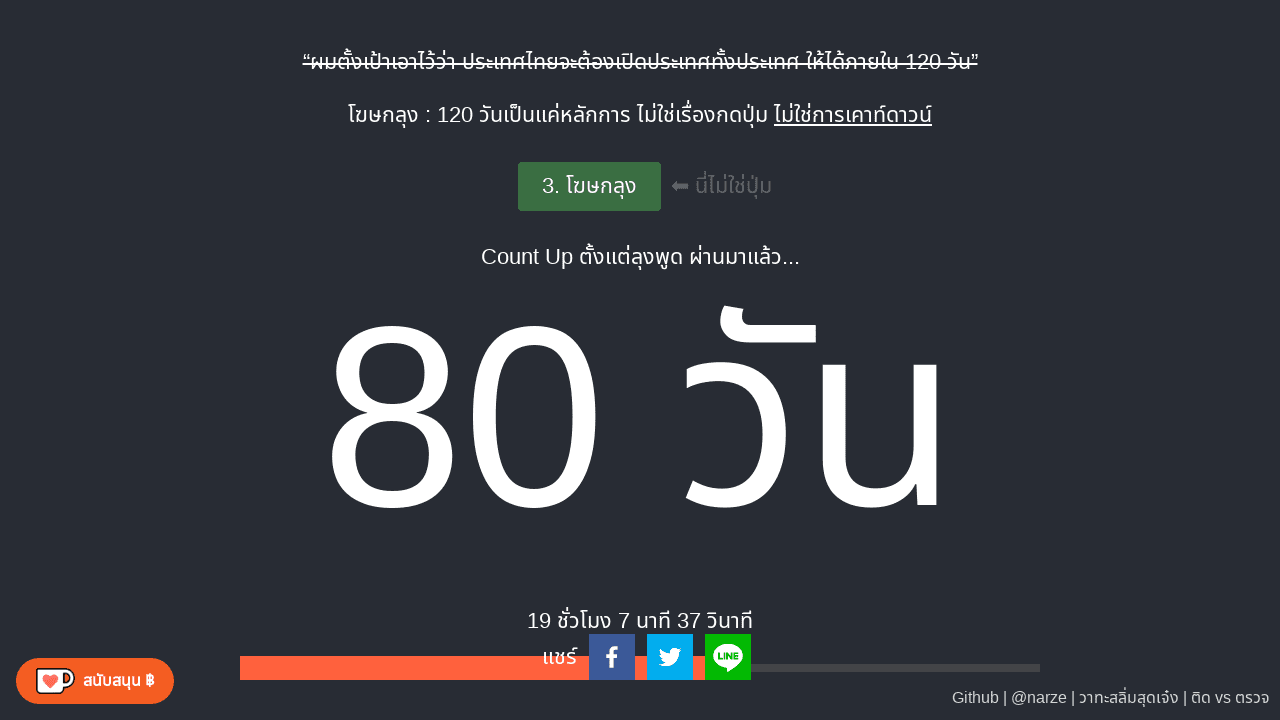 “ผมตั้งเป้าเอาไว้ว่า ประเทศไทยจะต้องเปิดประเทศทั้งประเทศ ให้ได้ภายใน 120 วัน”
โฆษกลุง : 120 วันเป็นแค่หลักการ ไม่ใช่เรื่องกดปุ่ม ไม่ใช่การเคาท์ดาวน์
3. โฆษกลุง ⬅ นี่ไม่ใช่ปุ่ม
Count Up ตั้งแต่ลุงพูด ผ่านมาแล้ว...
80 วัน
19 ชั่วโมง 7 นาที 37 วินาที
แชร์ LINE
สนับสนุน ฿
Github | @narze | วาทะสลิ่มสุดเจ๋ง | ติด vs ตรวจ